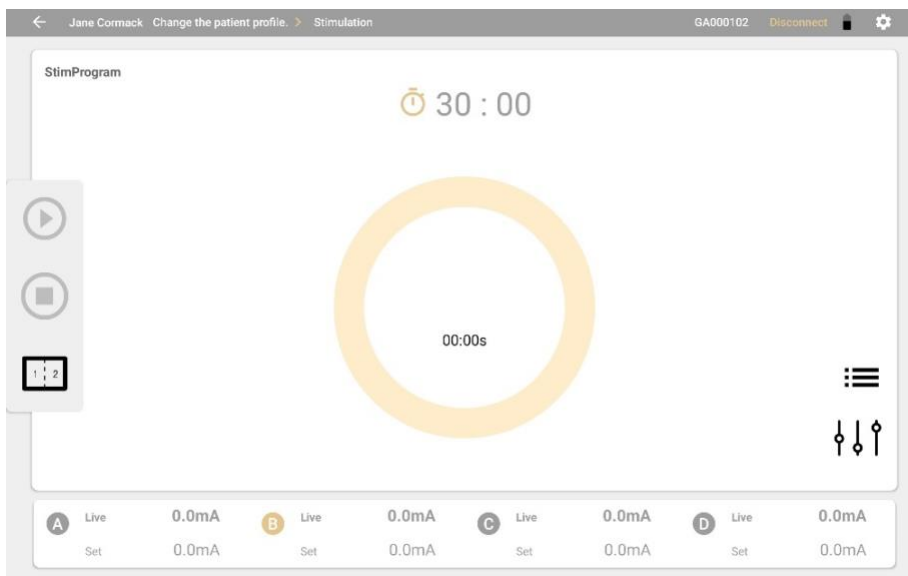 Jane Cormack Change the patient profile. > Stimulation GA000102 Disconnect
StimProgram
30 : 00
00:00s
1 2
A Live 0.0mA B Live 0.0mA C Live 0.0mA D Live 0.0mA
Set 0.0mA Set 0.0mA Set 0.0mA Set 0.0mA